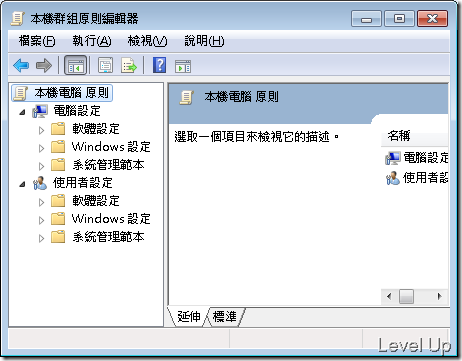 本機群組原則編輯器
檔案(F) 執行(A) 檢視(V) 說明(H)
本機電腦 原則
電腦設定
軟體設定
Windows 設定
系統管理範本
使用者設定
軟體設定
Windows 設定
系統管理範本
本機電腦 原則
選取一個項目來檢視它的描述。
名稱
電腦設定
使用者設
延伸 標準
Level Up